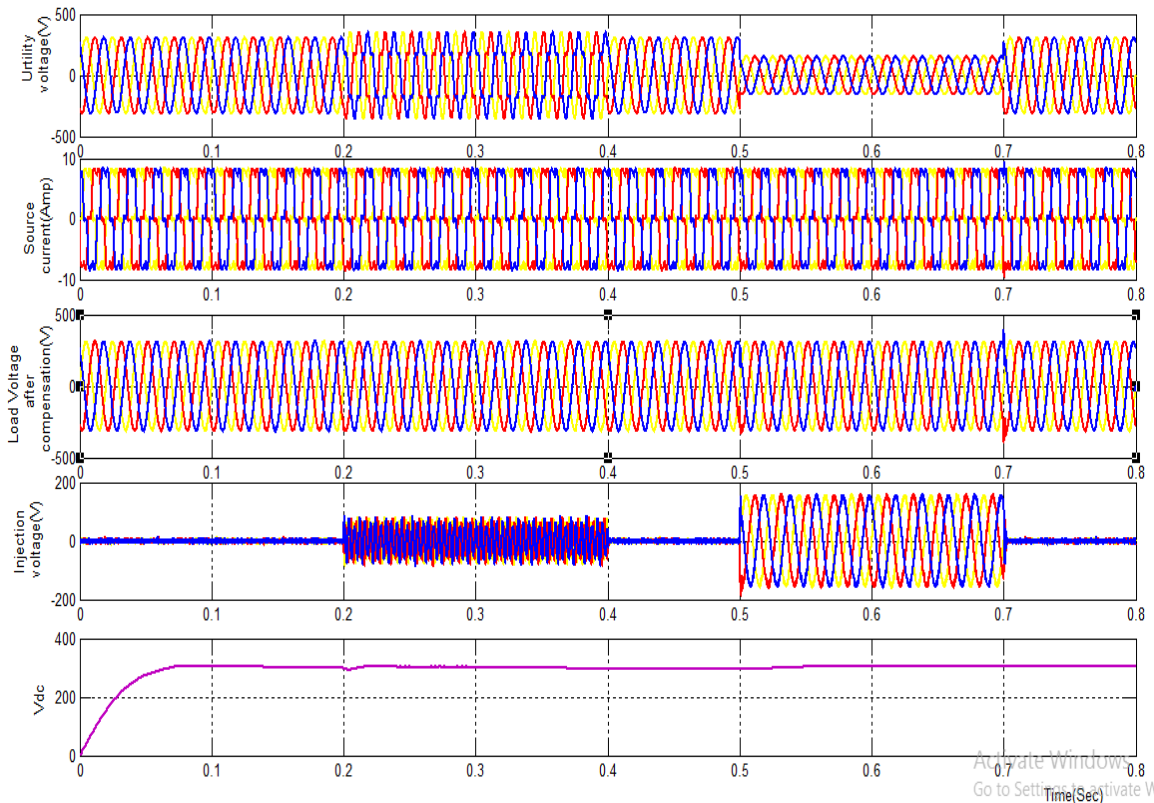 500
0
-500
Urtility
voltage(V)
0 0.1 0.2 0.3 0.4 0.5 0.6 0.7 0.8
10
0
-10
Source
current(Amp)
0 0.1 0.2 0.3 0.4 0.5 0.6 0.7 0.8
500
0
-500
Load Voltage
after
compensation(V)
0 0.1 0.2 0.3 0.4 0.5 0.6 0.7 0.8
200
0
-200
Injection
voltage(V)
0 0.1 0.2 0.3 0.4 0.5 0.6 0.7 0.8
400
200
0
Vdc
0 0.1 0.2 0.3 0.4 0.5 0.6 0.7 0.8
Activate Windows
Go to Settings to activate W
Time(Sec)